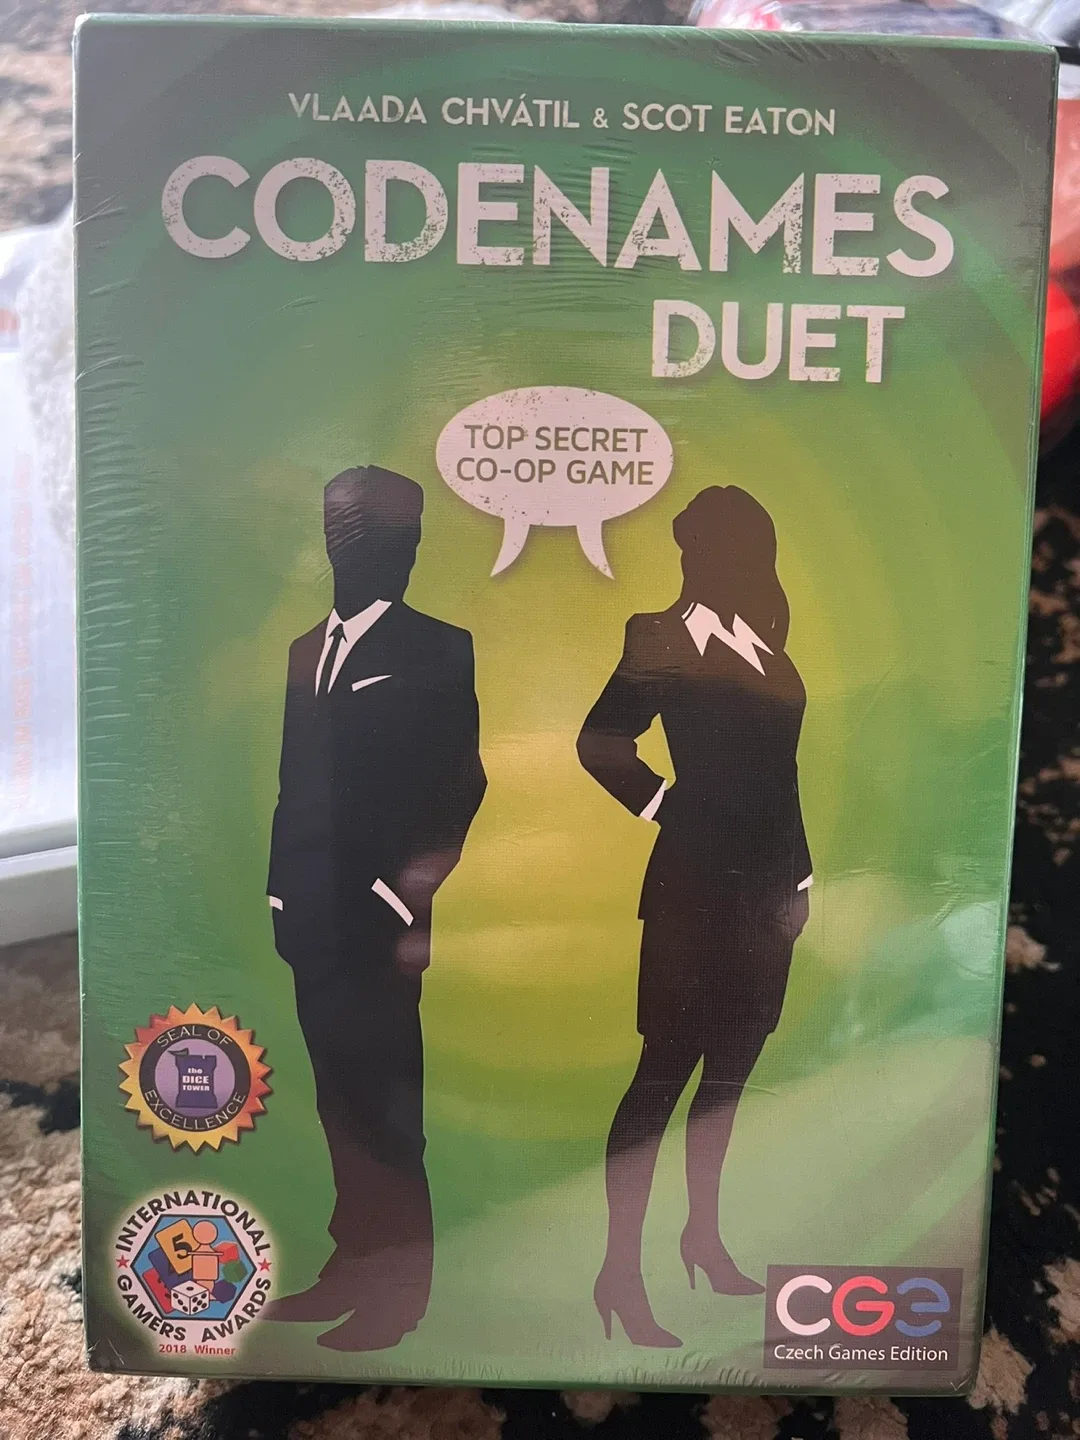 VLAADA CHVÁTIL & SCOT EATON
CODENAMES
DUET
TOP SECRET
CO-OP GAME
SEAL OF
the
DICE
TOWER
EXCELLENCE
INTERNATIONAL
5
GAMERS AWARDS
2018 Winner
CGE
Czech Games Edition